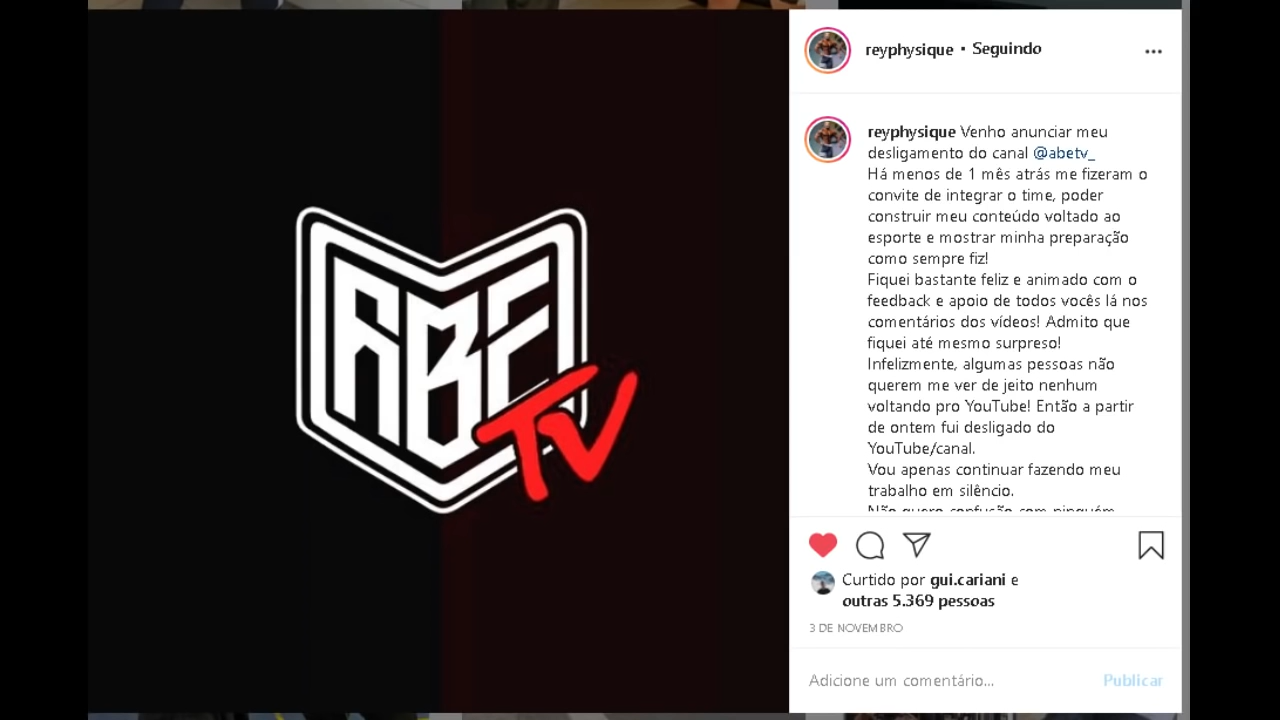 ABE
TV
reyphysique • Seguindo
reyphysique Venho anunciar meu
desligamento do canal @abetv_
Há menos de 1 mês atrás me fizeram o
convite de integrar o time, poder
construir meu conteúdo voltado ao
esporte e mostrar minha preparação
como sempre fiz!
Fiquei bastante feliz e animado com o
feedback e apoio de todos vocês lá nos
comentários dos vídeos! Admito que
fiquei até mesmo surpreso!
Infelizmente, algumas pessoas não
querem me ver de jeito nenhum
voltando pro YouTube! Então a partir
de ontem fui desligado do
YouTube/canal.
Vou apenas continuar fazendo meu
trabalho em silêncio.
Não quero confusão com ninguém
Curtido por gui.cariani e
outras 5.369 pessoas
3 DE NOVEMBRO
Adicione um comentário...
Publicar